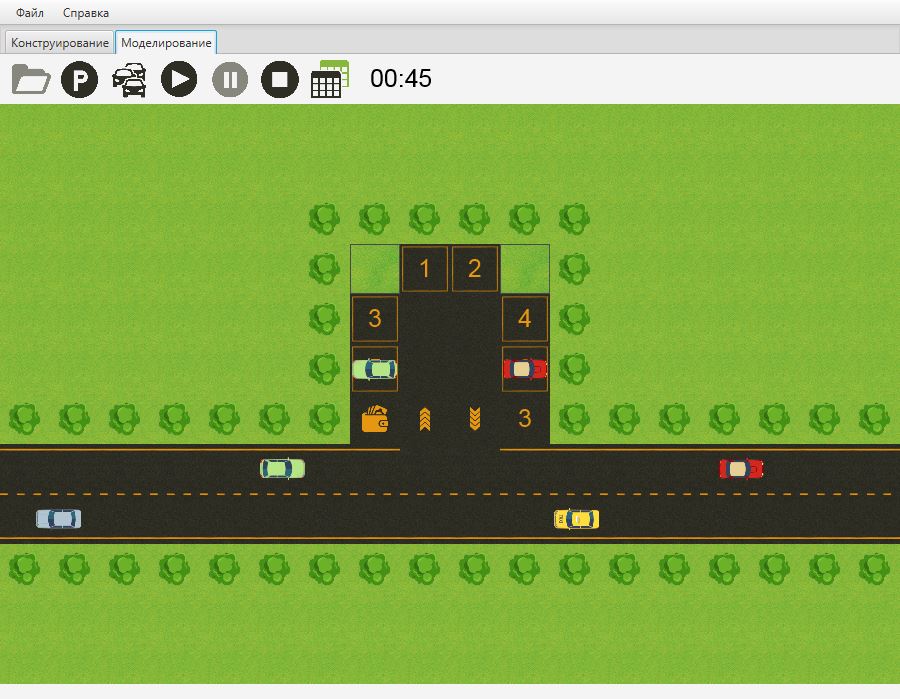 Файл Справка
Конструирование Моделирование
P 00:45
1 2
3 4
3